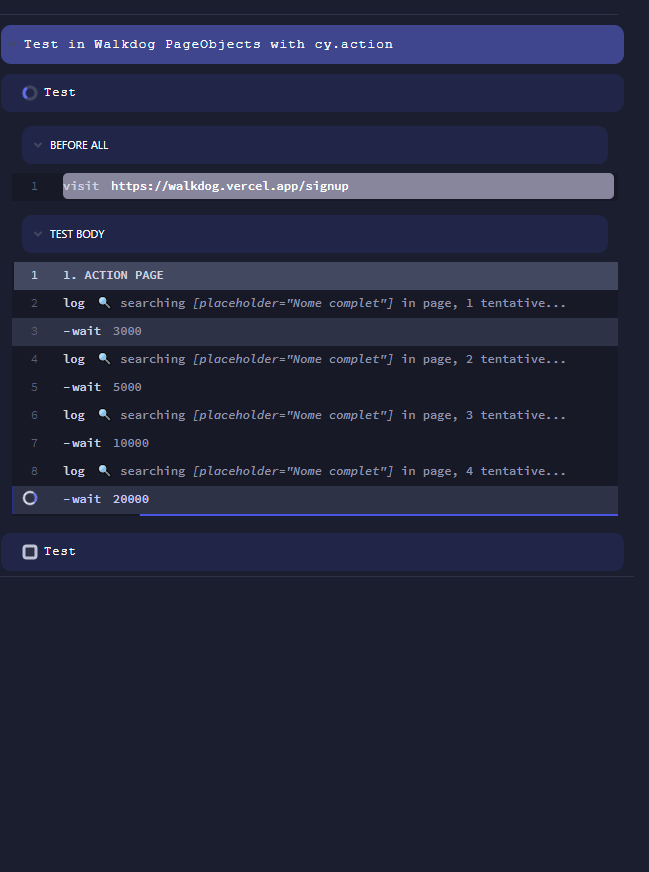 Test in Walkdog PageObjects with cy.action
Test
BEFORE ALL
1 visit https://walkdog.vercel.app/signup
TEST BODY
1 1. ACTION PAGE
2 log 🔍 searching [placeholder="Nome complet"] in page, 1 tentative...
3 -wait 3000
4 log 🔍 searching [placeholder="Nome complet"] in page, 2 tentative...
5 -wait 5000
6 log 🔍 searching [placeholder="Nome complet"] in page, 3 tentative...
7 -wait 10000
8 log 🔍 searching [placeholder="Nome complet"] in page, 4 tentative...
-wait 20000
Test